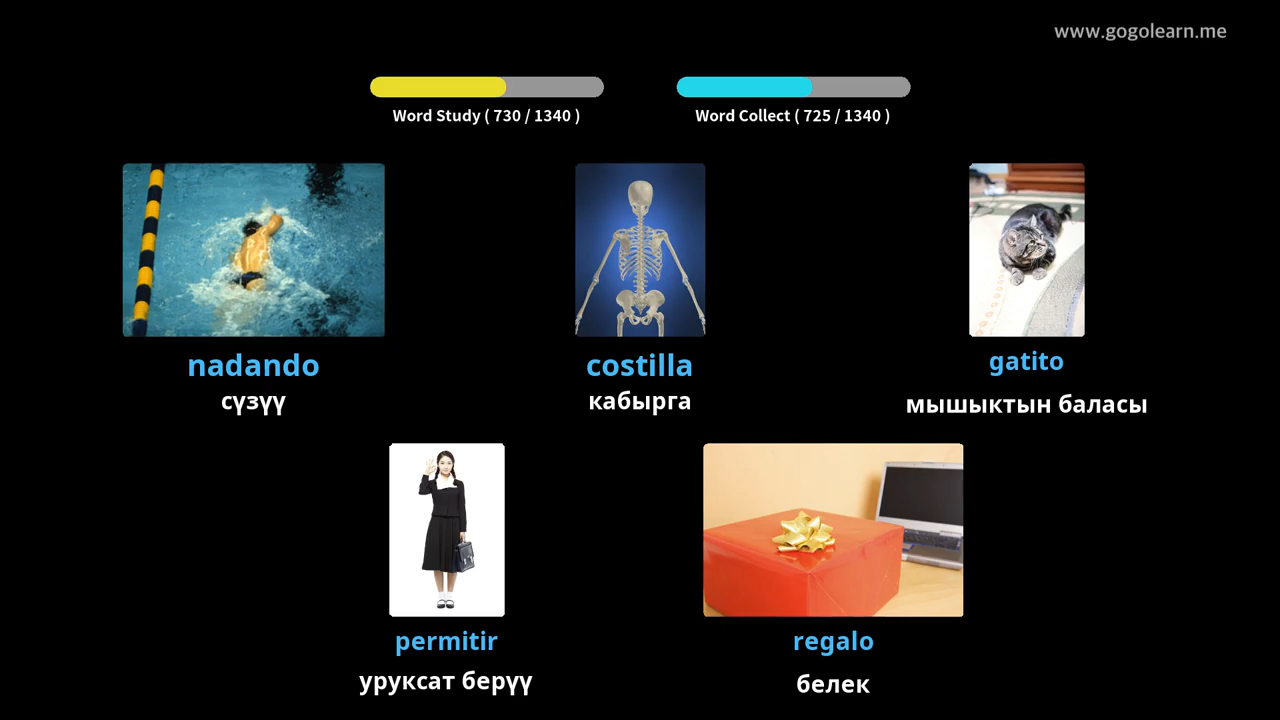 www.gogolearn.me
Word Study ( 730 / 1340 )
Word Collect ( 725 / 1340 )
nadando
сүзүү
costilla
кабырга
gatito
мышыктын баласы
permitir
уруксат берүү
regalo
белек